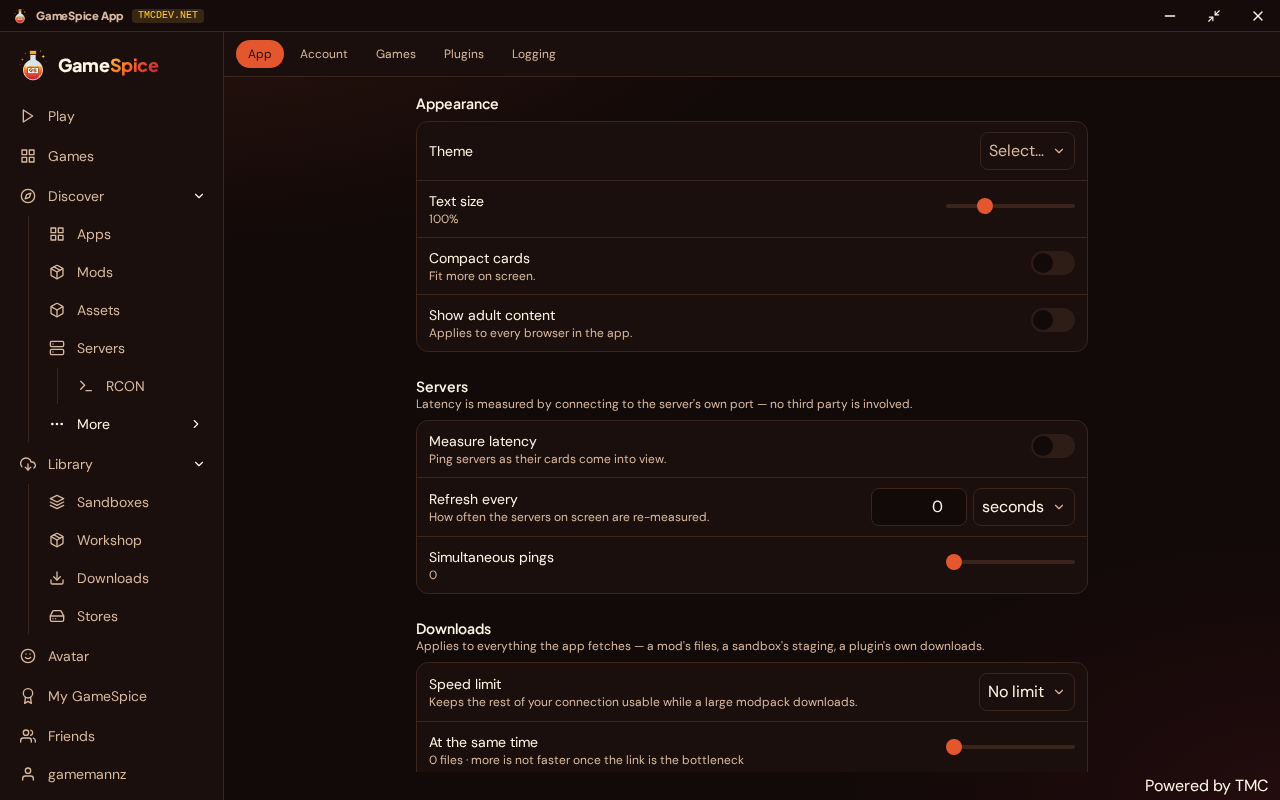 GameSpice App
TMCDEV.NET
GameSpice
Play
Games
Discover
Apps
Mods
Assets
Servers
RCON
More
Library
Sandboxes
Workshop
Downloads
Stores
Avatar
My GameSpice
Friends
gamemannz
App
Account
Games
Plugins
Logging
Appearance
Theme
Select...
Text size
100%
Compact cards
Fit more on screen.
Show adult content
Applies to every browser in the app.
Servers
Latency is measured by connecting to the server's own port — no third party is involved.
Measure latency
Ping servers as their cards come into view.
Refresh every
How often the servers on screen are re-measured.
0
seconds
Simultaneous pings
0
Downloads
Applies to everything the app fetches — a mod's files, a sandbox's staging, a plugin's own downloads.
Speed limit
Keeps the rest of your connection usable while a large modpack downloads.
No limit
At the same time
0 files · more is not faster once the link is the bottleneck
Powered by TMC